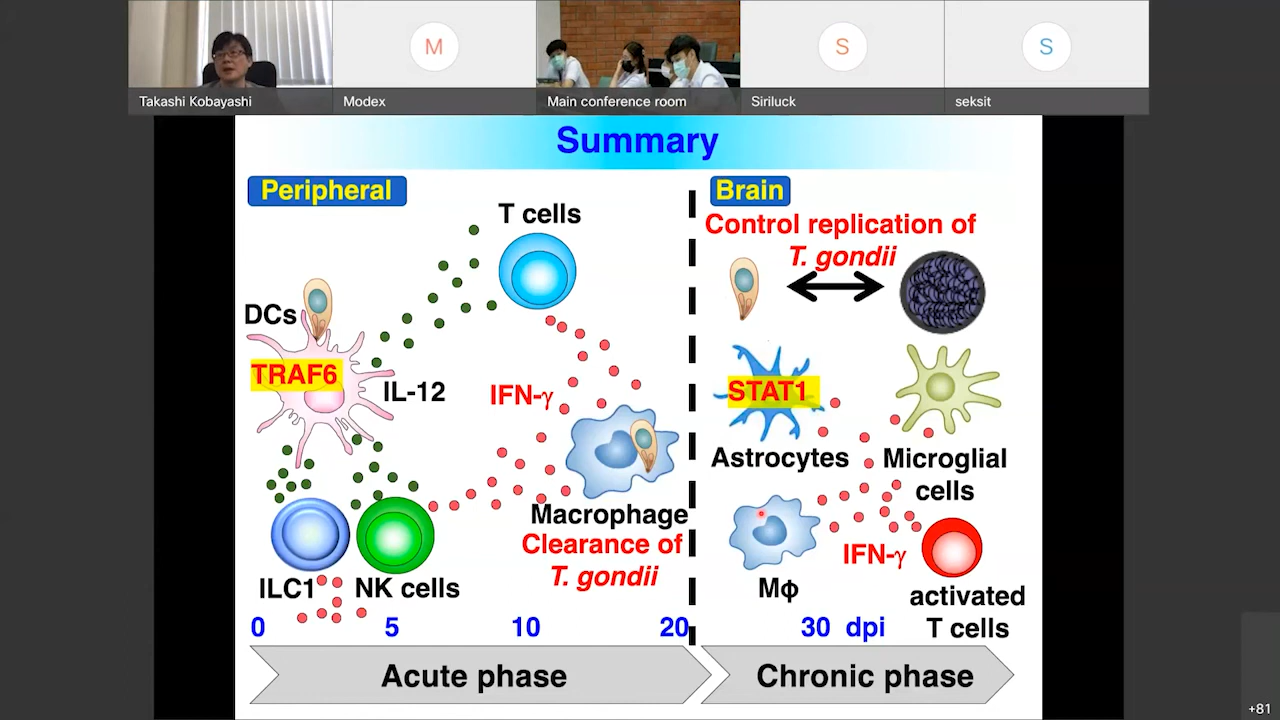 M
S
S
Takashi Kobayashi
Modex
Main conference room
Siriluck
seksit
Summary
Peripheral
T cells
DCs
TRAF6
IL-12
IFN-γ
Macrophage
Clearance of
T. gondii
ILC1
NK cells
0
5
10
20
Acute phase
Brain
Control replication of
T. gondii
STAT1
Astrocytes
Microglial
cells
IFN-γ
Mϕ
activated
T cells
30 dpi
Chronic phase
+81